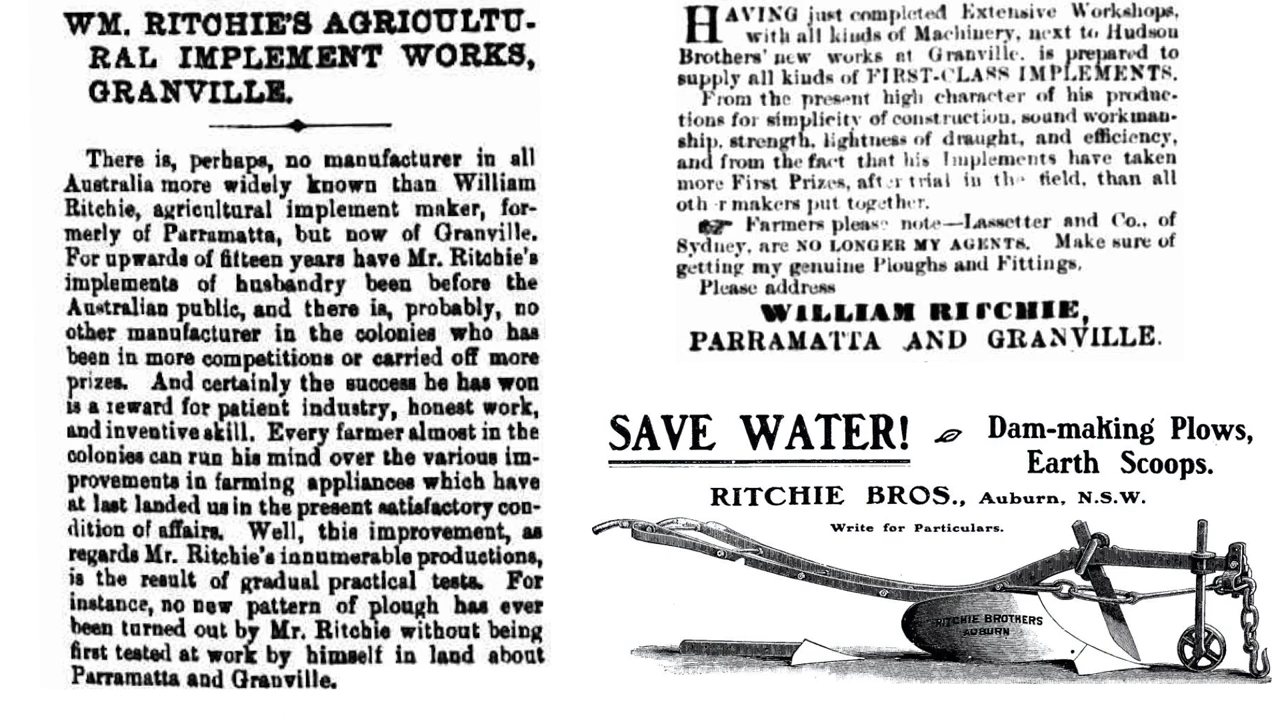 WM. RITCHIE'S AGRICULTU-
RAL IMPLEMENT WORKS,
GRANVILLE.
There is, perhaps, no manufacturer in all
Australia more widely known than William
Ritchie, agricultural implement maker, for-
merly of Parramatta, but now of Granville.
For upwards of fifteen years have Mr. Ritchie's
implements of husbandry been before the
Australian public, and there is, probably, no
other manufacturer in the colonies who has
been in more competitions or carried off more
prizes. And certainly the success he has won
is a reward for patient industry, honest work,
and inventive skill. Every farmer almost in the
colonies can run his mind over the various im-
provements in farming appliances which have
at last landed us in the present satisfactory con-
dition of affairs. Well, this improvement, as
regards Mr. Ritchie's innumerable productions,
is the result of gradual practical tests. For
instance, no new pattern of plough has ever
been turned out by Mr. Ritchie without being
first tested at work by himself in land about
Parramatta and Granville.
HAVING just completed Extensive Workshops,
with all kinds of Machinery, next to Hudson
Brothers' new works at Granville. is prepared to
supply all kinds of FIRST-CLASS IMPLEMENTS.
From the present high character of his produc-
tions for simplicity of construction, sound workman-
ship, strength, lightness of draught, and efficiency,
and from the fact that his Implements have taken
more First Prizes, after trial in the field, than all
other makers put together.
☞ Farmers please note—Lassetter and Co., of
Sydney, are NO LONGER MY AGENTS. Make sure of
getting my genuine Ploughs and Fittings.
Please address
WILLIAM RITCHIE,
PARRAMATTA AND GRANVILLE.
SAVE WATER! Dam-making Plows,
Earth Scoops.
RITCHIE BROS., Auburn, N.S.W.
Write for Particulars.
RITCHIE BROTHERS
AUBURN